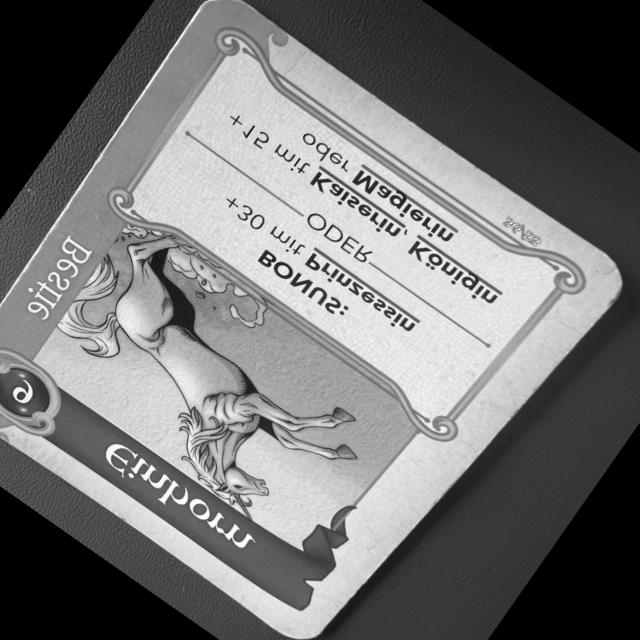 9
Einhorn
Bestie
BONUS:
+30 mit Prinzessin
ODER
+15 mit Kaiserin, Königin
oder Magierin